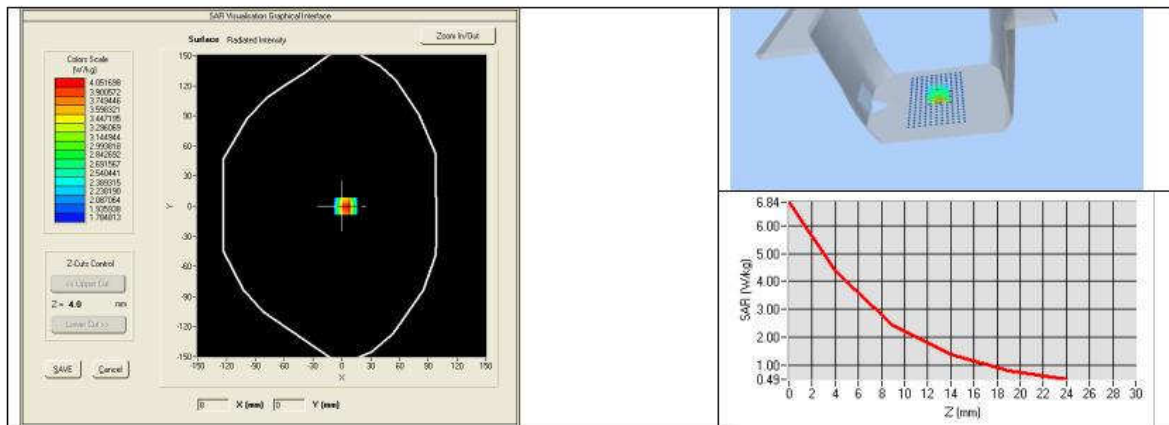 SAR Visualisation Graphical Interface
Surface Radiated Intensity
Zoom In/Out
Colors Scale
(W/kg)
4.051698
3.900572
3.749446
3.598321
3.447195
3.296069
3.144944
2.993818
2.842692
2.691567
2.540441
2.389315
2.238190
2.087064
1.935938
1.784813
150
120
90
60
30
0
-30
-60
-90
-120
-150
Y
-150 -120 -90 -60 -30 0 30 60 90 120 150
X
Z-Cuts Control
<< Upper Cut
Z = 4.0 mm
Lower Cut >>
SAVE Cancel
X (mm) 0 Y (mm)
6.84
6.00
5.00
4.00
3.00
2.00
1.00
0.49
SAR (W/kg)
0 2 4 6 8 10 12 14 16 18 20 22 24 26 28 30
Z (mm)